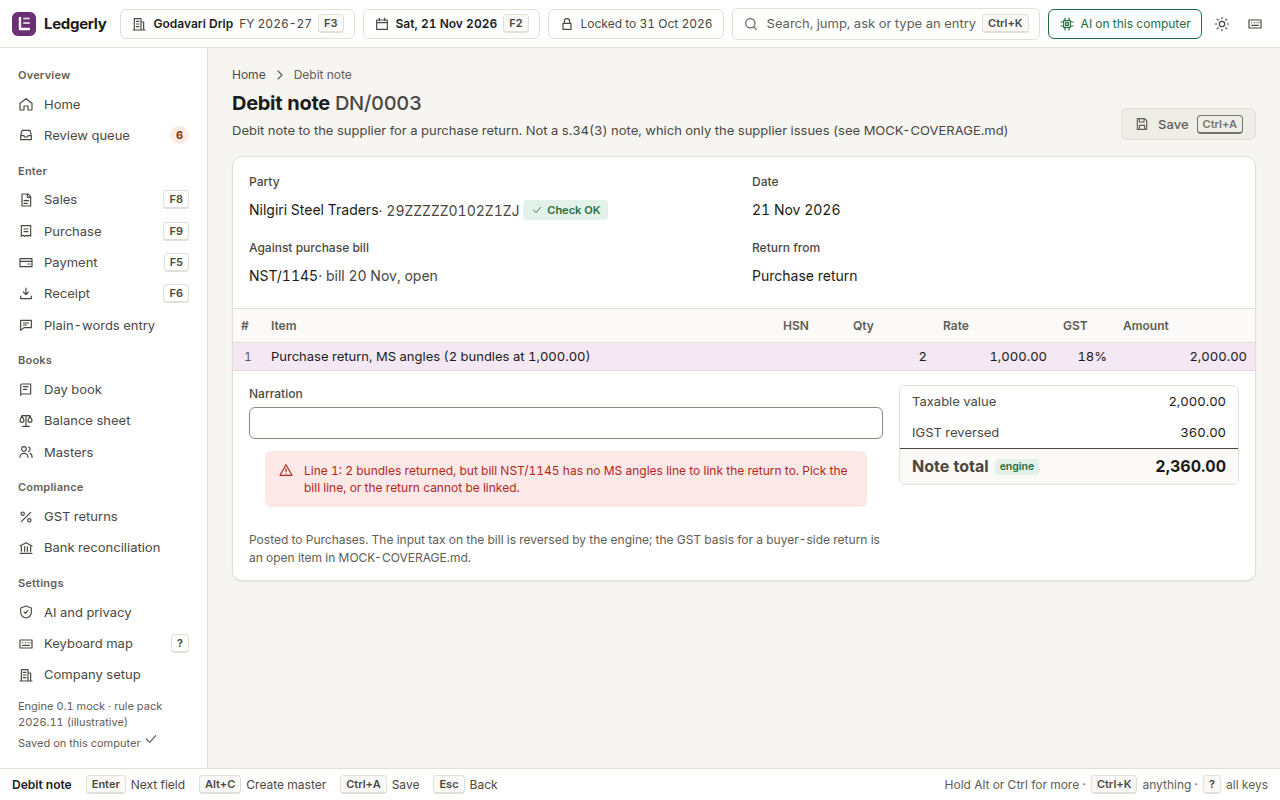 Ledgerly
Godavari Drip FY 2026-27 F3
Sat, 21 Nov 2026 F2
Locked to 31 Oct 2026
Search, jump, ask or type an entry Ctrl+K
AI on this computer
Overview
Home
Review queue 6
Enter
Sales F8
Purchase F9
Payment F5
Receipt F6
Plain-words entry
Books
Day book
Balance sheet
Masters
Compliance
GST returns
Bank reconciliation
Settings
AI and privacy
Keyboard map ?
Company setup
Engine 0.1 mock · rule pack
2026.11 (illustrative)
Saved on this computer
Home > Debit note
Debit note DN/0003
Debit note to the supplier for a purchase return. Not a s.34(3) note, which only the supplier issues (see MOCK-COVERAGE.md)
Save Ctrl+A
Party
Nilgiri Steel Traders· 29ZZZZZ0102Z1ZJ Check OK
Date
21 Nov 2026
Against purchase bill
NST/1145· bill 20 Nov, open
Return from
Purchase return
# Item HSN Qty Rate GST Amount
1 Purchase return, MS angles (2 bundles at 1,000.00) 2 1,000.00 18% 2,000.00
Narration
Line 1: 2 bundles returned, but bill NST/1145 has no MS angles line to link the return to. Pick the
bill line, or the return cannot be linked.
Posted to Purchases. The input tax on the bill is reversed by the engine; the GST basis for a buyer-side return is
an open item in MOCK-COVERAGE.md.
Taxable value 2,000.00
IGST reversed 360.00
Note total engine 2,360.00
Debit note Enter Next field Alt+C Create master Ctrl+A Save Esc Back
Hold Alt or Ctrl for more · Ctrl+K anything · ? all keys